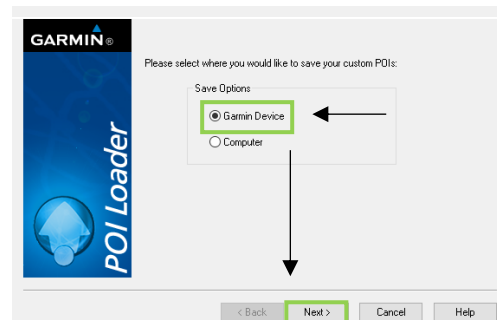 GARMIN®
POI Loader
Please select where you would like to save your custom POIs:
Save Options
Garmin Device
Computer
< Back
Next >
Cancel
Help